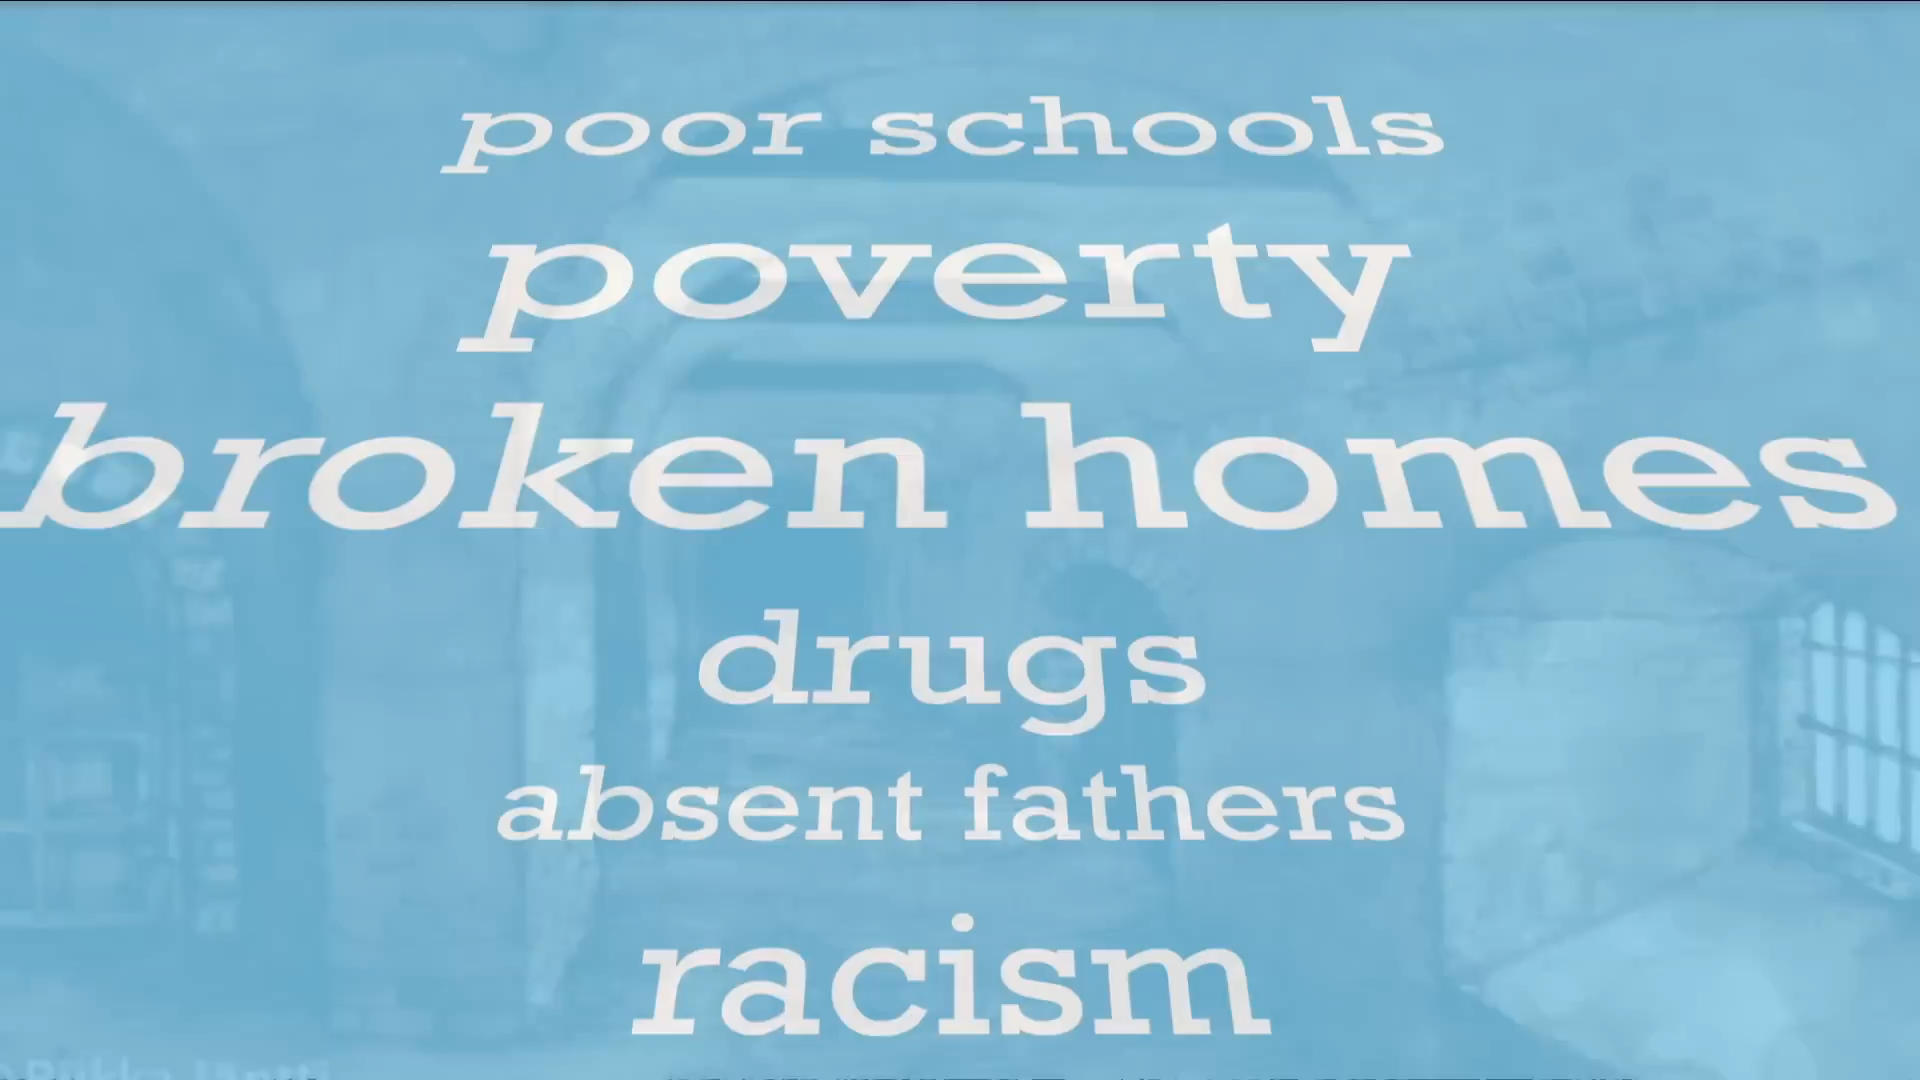 poor schools
poverty
broken homes
drugs
absent fathers
racism